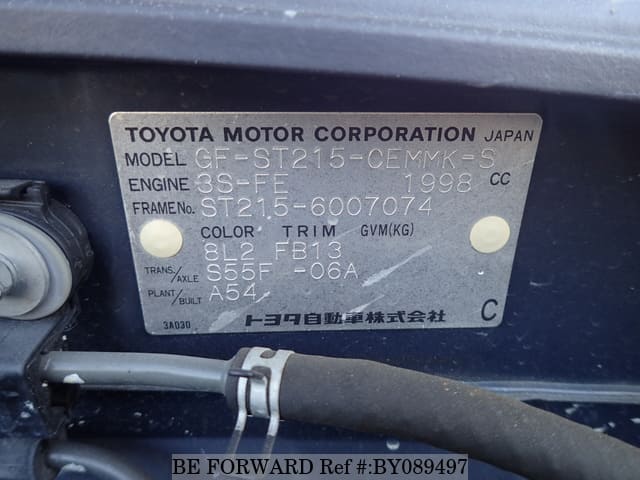 TOYOTA MOTOR CORPORATION JAPAN
MODEL GF-ST215-CEMMK-S
ENGINE 3S-FE 1998 CC
FRAME No. ST215-6007074
COLOR TRIM GVM(KG)
8L2 FB13
TRANS./AXLE S55F -06A
PLANT/BUILT A54
3A030 トヨタ自動車株式会社 C
BE FORWARD Ref #:BY089497